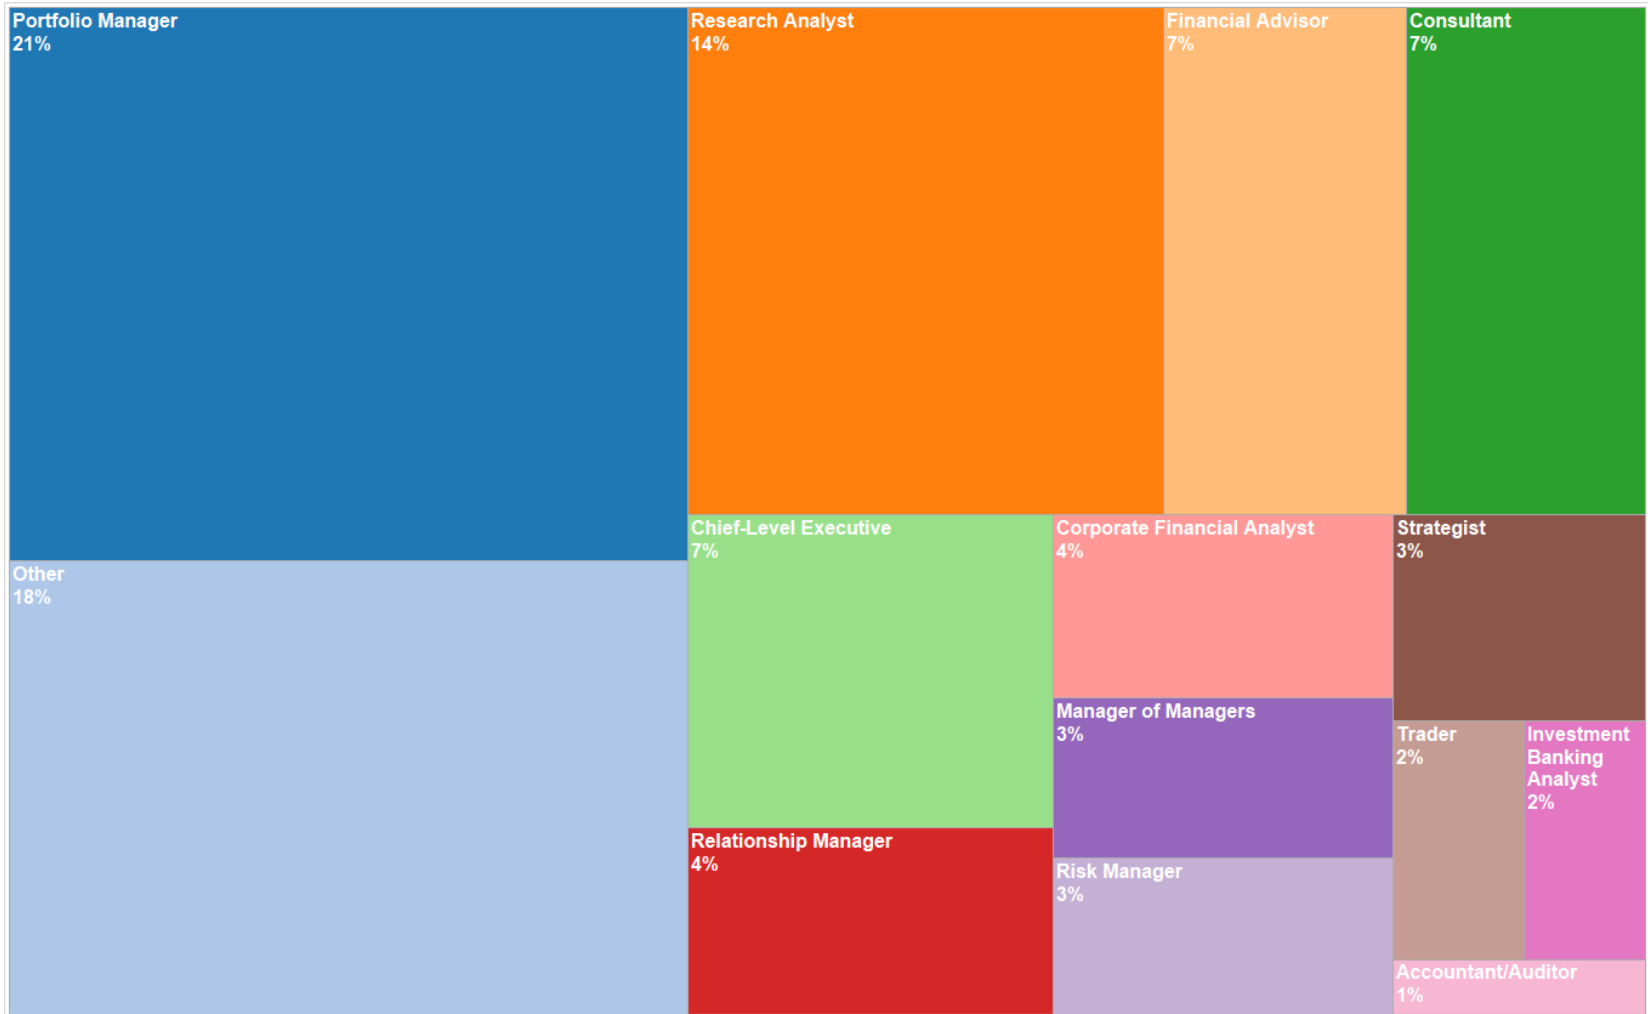 Portfolio Manager
21%
Research Analyst
14%
Financial Advisor
7%
Consultant
7%
Other
18%
Chief-Level Executive
7%
Corporate Financial Analyst
4%
Strategist
3%
Manager of Managers
3%
Trader
2%
Investment
Banking
Analyst
2%
Relationship Manager
4%
Risk Manager
3%
Accountant/Auditor
1%